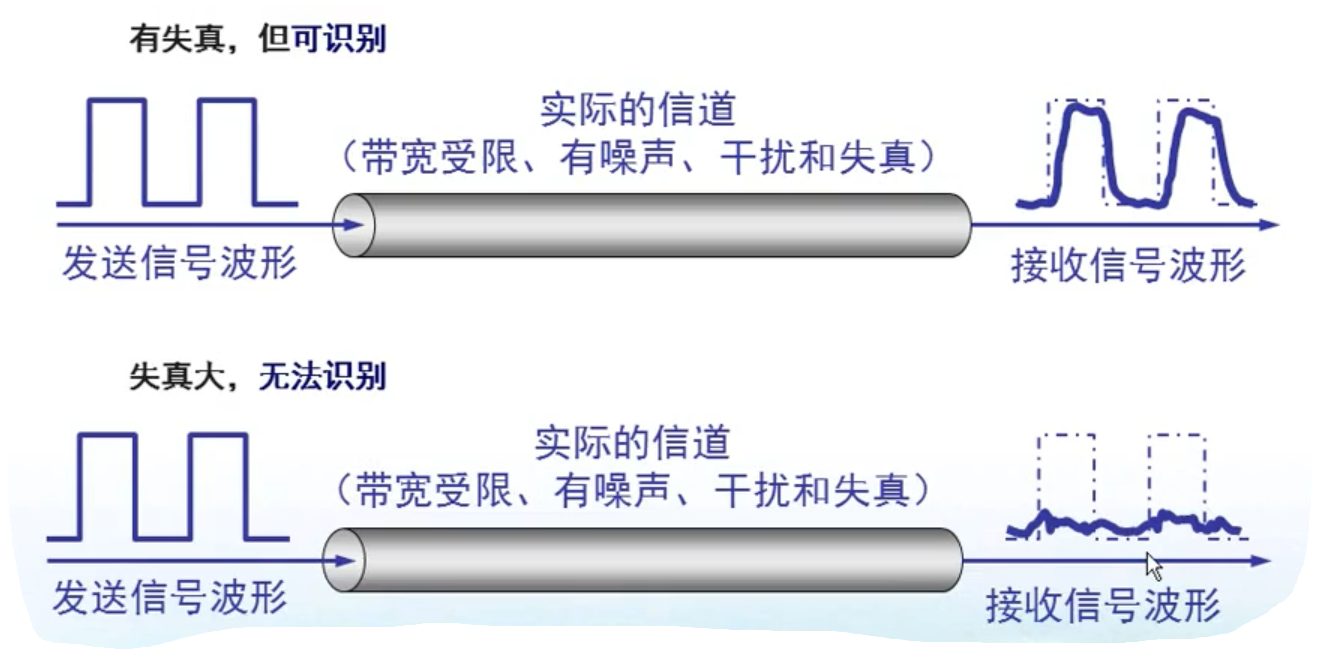 有失真，但可识别
实际的信道
（带宽受限、有噪声、干扰和失真）
发送信号波形
接收信号波形
失真大，无法识别
实际的信道
（带宽受限、有噪声、干扰和失真）
发送信号波形
接收信号波形